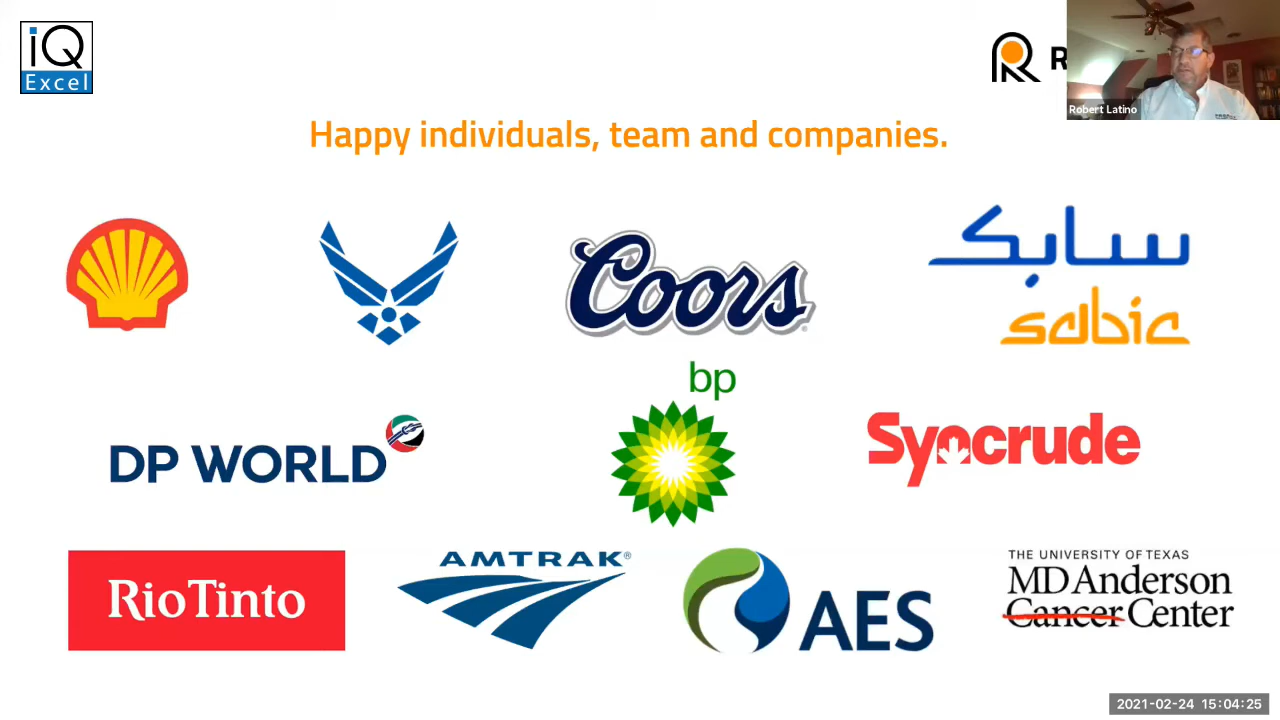 iQ
Excel
R
Robert Latino
Happy individuals, team and companies.
Coors
سابک
sabic
bp
DP WORLD
Syncrude
RioTinto
AMTRAK®
AES
THE UNIVERSITY OF TEXAS
MD Anderson
Cancer Center
2021-02-24 15:04:25